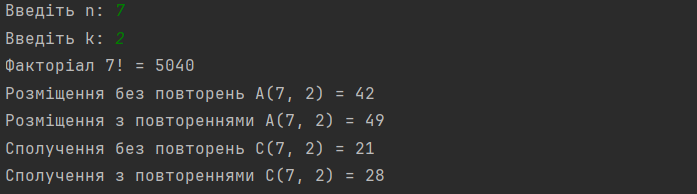 Введіть n: 7
Введіть k: 2
Факторіал 7! = 5040
Розміщення без повторень A(7, 2) = 42
Розміщення з повтореннями A(7, 2) = 49
Сполучення без повторень C(7, 2) = 21
Сполучення з повтореннями C(7, 2) = 28